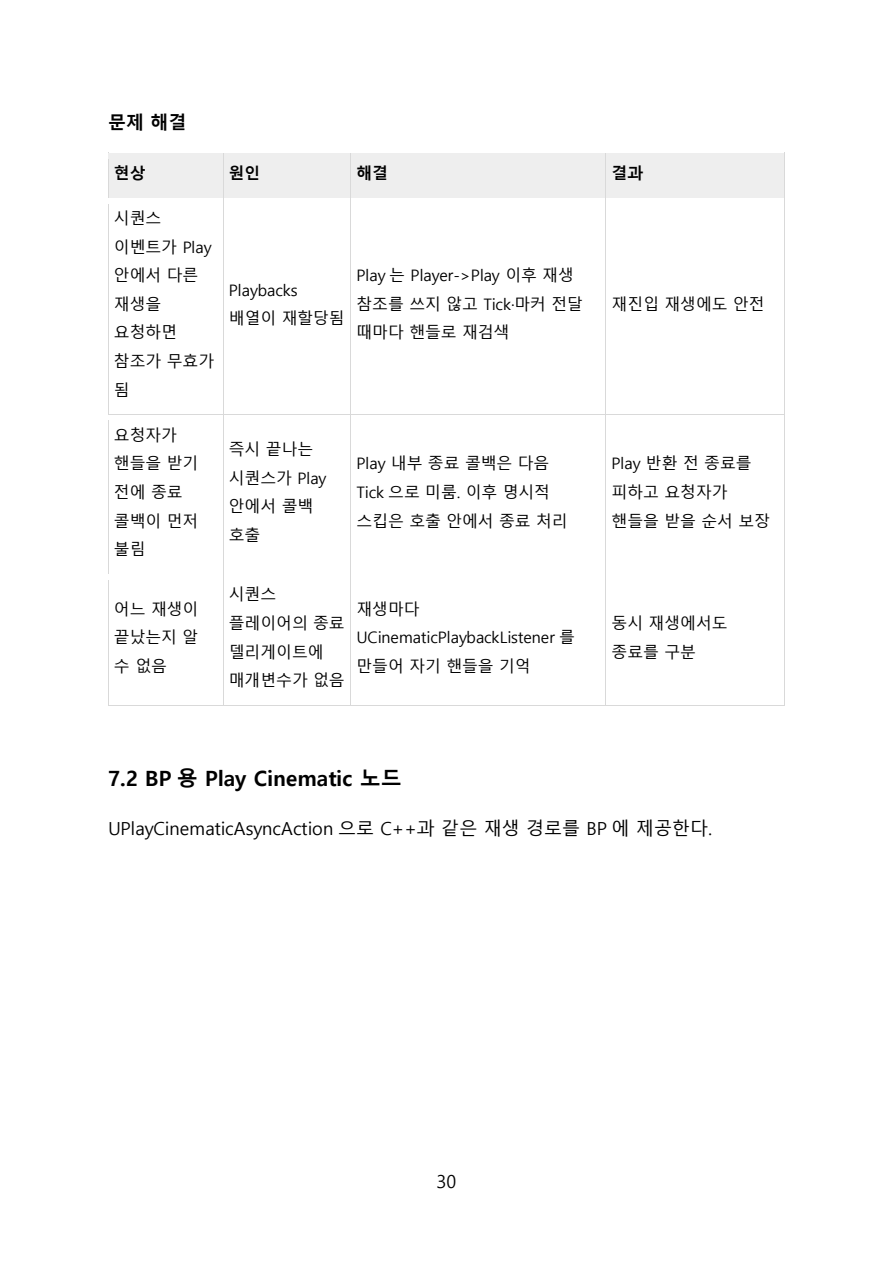 문제 해결
현상 원인 해결 결과
시퀀스
이벤트가 Play
안에서 다른
재생을
요청하면
참조가 무효가
됨
Playbacks
배열이 재할당됨
Play 는 Player->Play 이후 재생
참조를 쓰지 않고 Tick·마커 전달
때마다 핸들로 재검색
재진입 재생에도 안전
요청자가
핸들을 받기
전에 종료
콜백이 먼저
불림
즉시 끝나는
시퀀스가 Play
안에서 콜백
호출
Play 내부 종료 콜백은 다음
Tick 으로 미룸. 이후 명시적
스킵은 호출 안에서 종료 처리
Play 반환 전 종료를
피하고 요청자가
핸들을 받을 순서 보장
어느 재생이
끝났는지 알
수 없음
시퀀스
플레이어의 종료
델리게이트에
매개변수가 없음
재생마다
UCinematicPlaybackListener 를
만들어 자기 핸들을 기억
동시 재생에서도
종료를 구분
7.2 BP 용 Play Cinematic 노드
UPlayCinematicAsyncAction 으로 C++과 같은 재생 경로를 BP 에 제공한다.
30